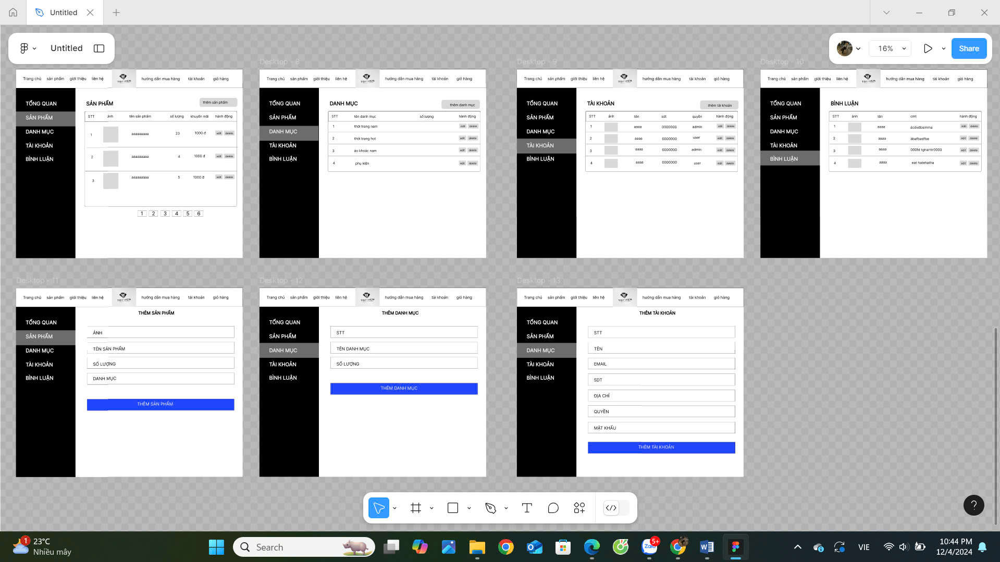 Untitled
Untitled
16%
Share
Desktop - 8
Desktop - 9
Desktop - 10
Trang chủ sản phẩm giới thiệu liên hệ TOPMEN hướng dẫn mua hàng tài khoản giỏ hàng
TỔNG QUAN
SẢN PHẨM
DANH MỤC
TÀI KHOẢN
BÌNH LUẬN
SẢN PHẨM
thêm sản phẩm
STT ảnh tên sản phẩm số lượng khuyến mãi hành động
1 aaaaaaaaa 23 1000 đ edit delete
2 aaaaaaaaa 4 1000 đ edit delete
3 aaaaaaaaa 5 1000 đ edit delete
1 2 3 4 5 6
Trang chủ sản phẩm giới thiệu liên hệ TOPMEN hướng dẫn mua hàng tài khoản giỏ hàng
TỔNG QUAN
SẢN PHẨM
DANH MỤC
TÀI KHOẢN
BÌNH LUẬN
DANH MỤC
thêm danh mục
STT tên danh mục số lượng hành động
1 thời trang nam edit delete
2 thời trang hot edit delete
3 áo khoác nam edit delete
4 phụ kiện edit delete
Trang chủ sản phẩm giới thiệu liên hệ TOPMEN hướng dẫn mua hàng tài khoản giỏ hàng
TỔNG QUAN
SẢN PHẨM
DANH MỤC
TÀI KHOẢN
BÌNH LUẬN
TÀI KHOẢN
thêm tài khoản
STT ảnh tên sdt quyền hành động
1 aaaa 0000000 admin edit delete
2 aaaa 0000000 user edit delete
3 aaaa 0000000 admin edit delete
4 aaaa 0000000 user edit delete
Trang chủ sản phẩm giới thiệu liên hệ TOPMEN hướng dẫn mua hàng tài khoản giỏ hàng
TỔNG QUAN
SẢN PHẨM
DANH MỤC
TÀI KHOẢN
BÌNH LUẬN
BÌNH LUẬN
STT ảnh tên cmt hành động
1 aaaa edit delete
2 aaaa edit delete
3 aaaa edit delete
4 aaaa eat hatehatha edit delete
Desktop - 11
Desktop - 12
Desktop - 13
Trang chủ sản phẩm giới thiệu liên hệ TOPMEN hướng dẫn mua hàng tài khoản giỏ hàng
TỔNG QUAN
SẢN PHẨM
DANH MỤC
TÀI KHOẢN
BÌNH LUẬN
THÊM SẢN PHẨM
ẢNH
TÊN SẢN PHẨM
SỐ LƯỢNG
DANH MỤC
THÊM SẢN PHẨM
Trang chủ sản phẩm giới thiệu liên hệ TOPMEN hướng dẫn mua hàng tài khoản giỏ hàng
TỔNG QUAN
SẢN PHẨM
DANH MỤC
TÀI KHOẢN
BÌNH LUẬN
THÊM DANH MỤC
STT
TÊN DANH MỤC
SỐ LƯỢNG
THÊM DANH MỤC
Trang chủ sản phẩm giới thiệu liên hệ TOPMEN hướng dẫn mua hàng tài khoản giỏ hàng
TỔNG QUAN
SẢN PHẨM
DANH MỤC
TÀI KHOẢN
BÌNH LUẬN
THÊM TÀI KHOẢN
STT
TÊN
EMAIL
SDT
ĐỊA CHỈ
QUYỀN
MẬT KHẨU
THÊM TÀI KHOẢN
?
1
23°C
Nhiều mây
Search
Zalo
5+
VIE
10:44 PM
12/4/2024